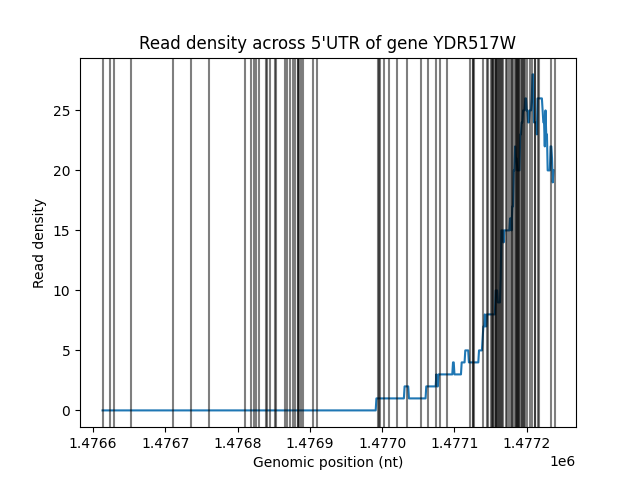 Read density across 5'UTR of gene YDR517W
Read density
25
20
15
10
5
0
1.4766 1.4767 1.4768 1.4769 1.4770 1.4771 1.4772
1e6
Genomic position (nt)